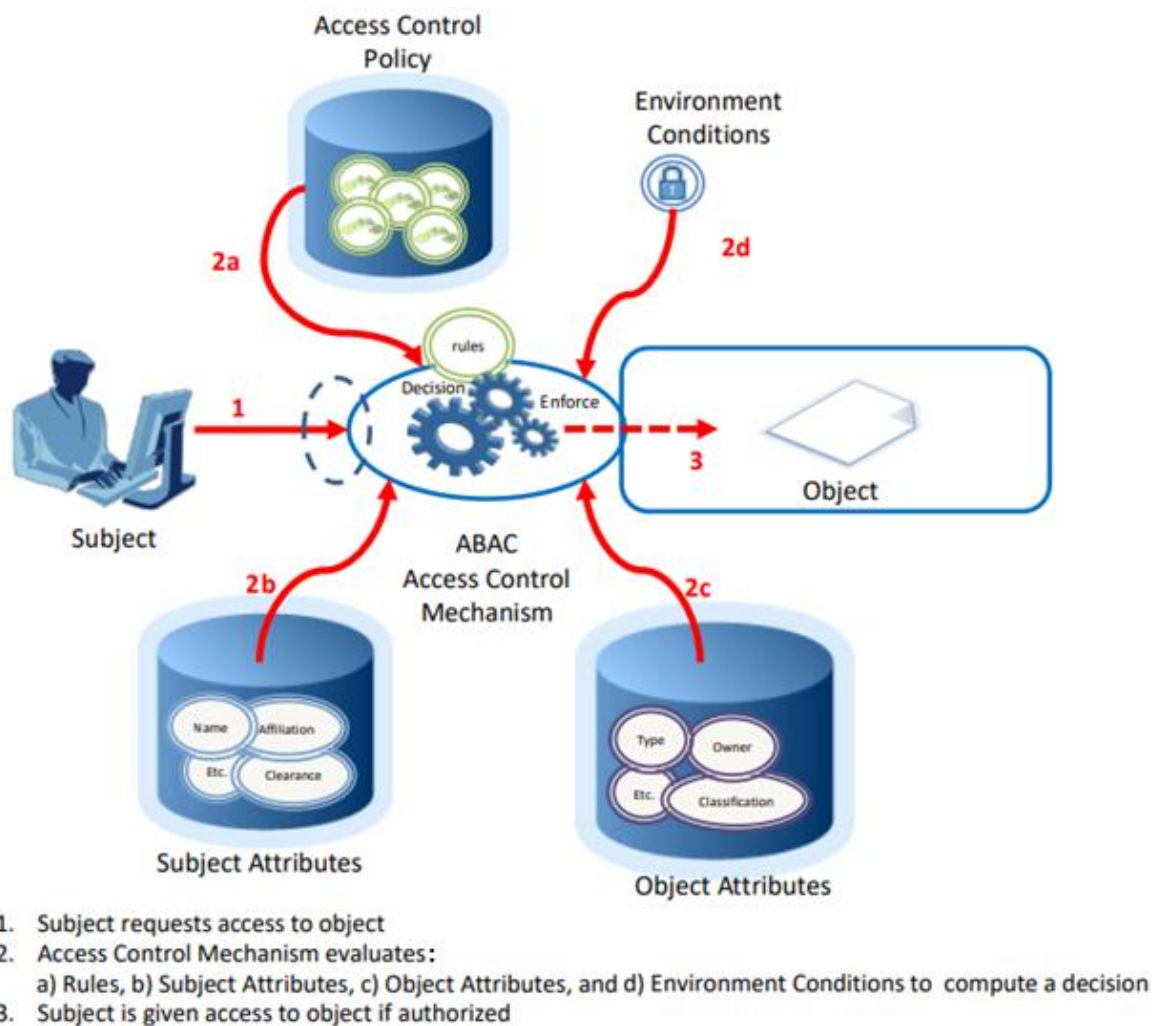 Access Control
Policy
Environment
Conditions
2a
2d
rules
Decision
Enforce
1
3
Object
Subject
ABAC
Access Control
Mechanism
2b
2c
Name
Affiliation
Etc.
Clearance
Type
Owner
Etc.
Classification
Subject Attributes
Object Attributes
1. Subject requests access to object
2. Access Control Mechanism evaluates:
a) Rules, b) Subject Attributes, c) Object Attributes, and d) Environment Conditions to compute a decision
3. Subject is given access to object if authorized